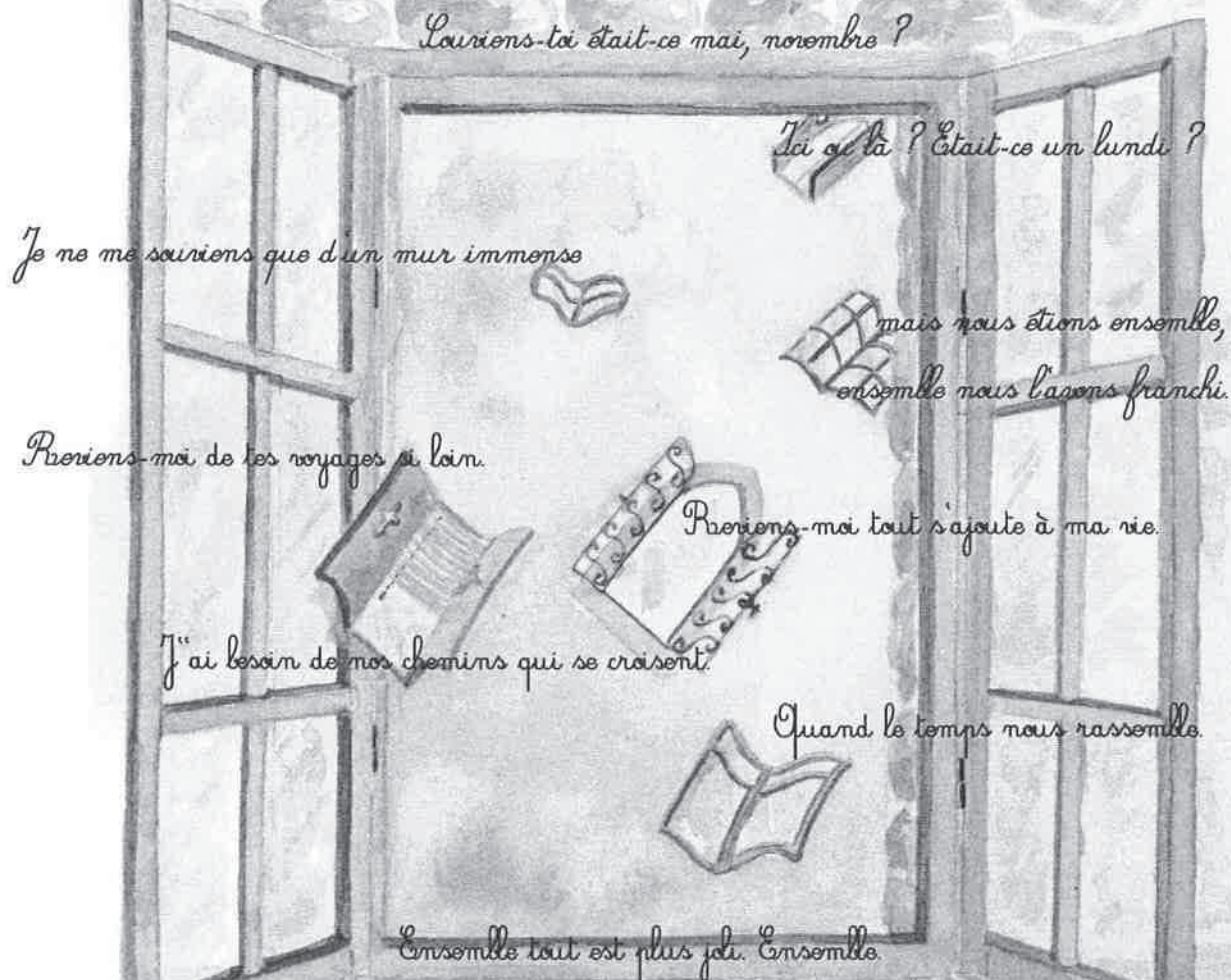 Souviens-toi était-ce mai, novembre ?
Ici ou là ? Etait-ce un lundi ?
Je ne me souviens que d'un mur immense
mais nous étions ensemble,
ensemble nous l'avons franchi.
Reviens-moi de tes voyages si loin.
Reviens-moi tout s'ajoute à ma vie.
J"ai besoin de nos chemins qui se croisent.
Quand le temps nous rassemble.
Ensemble tout est plus joli. Ensemble.